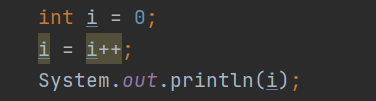 int i = 0;
i = i++;
System.out.println(i);